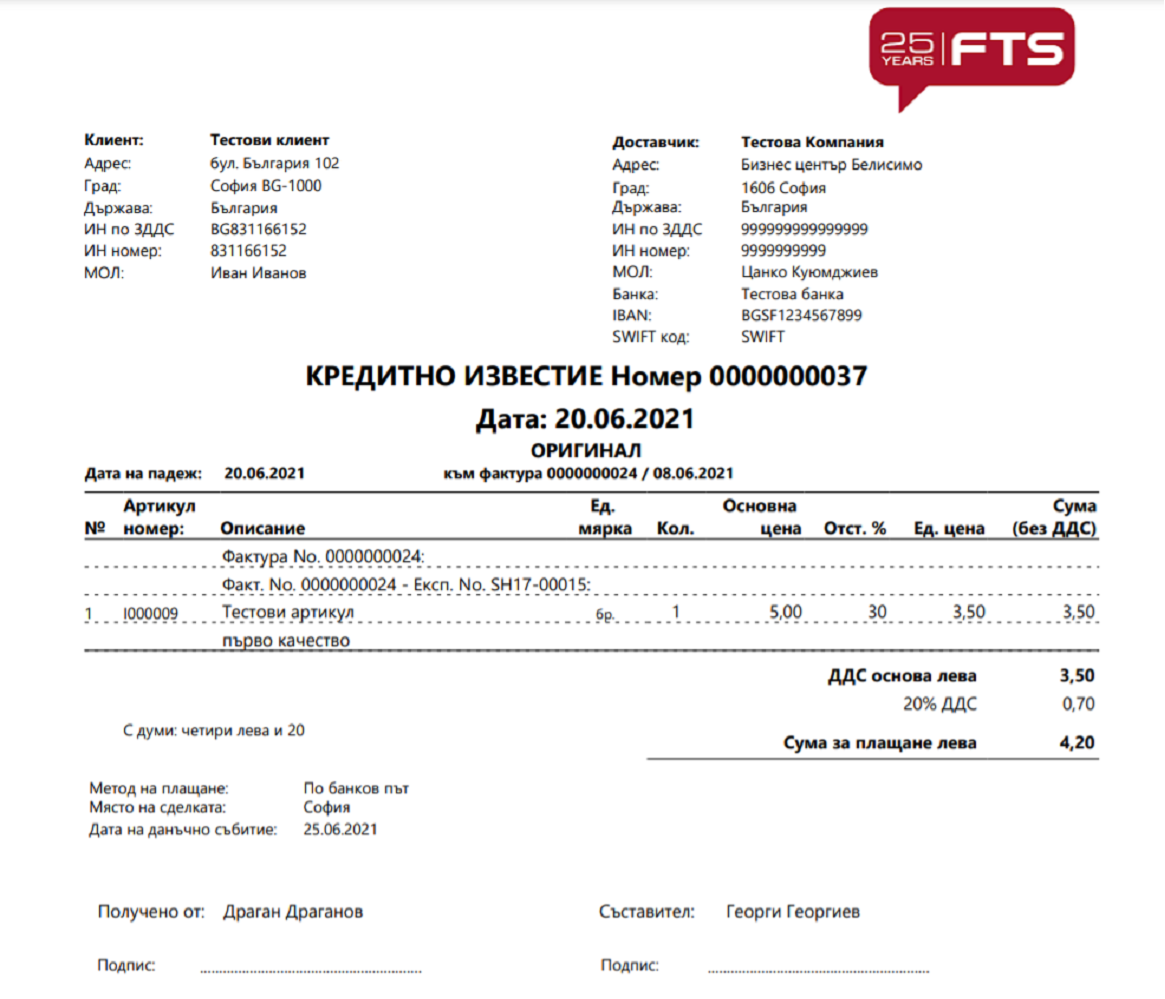 25 YEARS FTS
Клиент: Тестови клиент
Адрес: бул. България 102
Град: София BG-1000
Държава: България
ИН по ЗДДС BG831166152
ИН номер: 831166152
МОЛ: Иван Иванов
Доставчик: Тестова Компания
Адрес: Бизнес център Белисимо
Град: 1606 София
Държава: България
ИН по ЗДДС 999999999999999
ИН номер: 9999999999
МОЛ: Цанко Куюмджиев
Банка: Тестова банка
IBAN: BGSF1234567899
SWIFT код: SWIFT
КРЕДИТНО ИЗВЕСТИЕ Номер 0000000037
Дата: 20.06.2021
ОРИГИНАЛ
Дата на падеж: 20.06.2021 към фактура 0000000024 / 08.06.2021
Артикул Ед. Основна Сума
№ номер: Описание мярка Кол. цена Отст. % Ед. цена (без ДДС)
Фактура No. 0000000024:
Факт. No. 0000000024 - Експ. No. SH17-00015:
1 I000009 Тестови артикул бр. 1 5,00 30 3,50 3,50
първо качество
ДДС основа лева 3,50
20% ДДС 0,70
С думи: четири лева и 20
Сума за плащане лева 4,20
Метод на плащане: По банков път
Място на сделката: София
Дата на данъчно събитие: 25.06.2021
Получено от: Драган Драганов Съставител: Георги Георгиев
Подпис: Подпис: